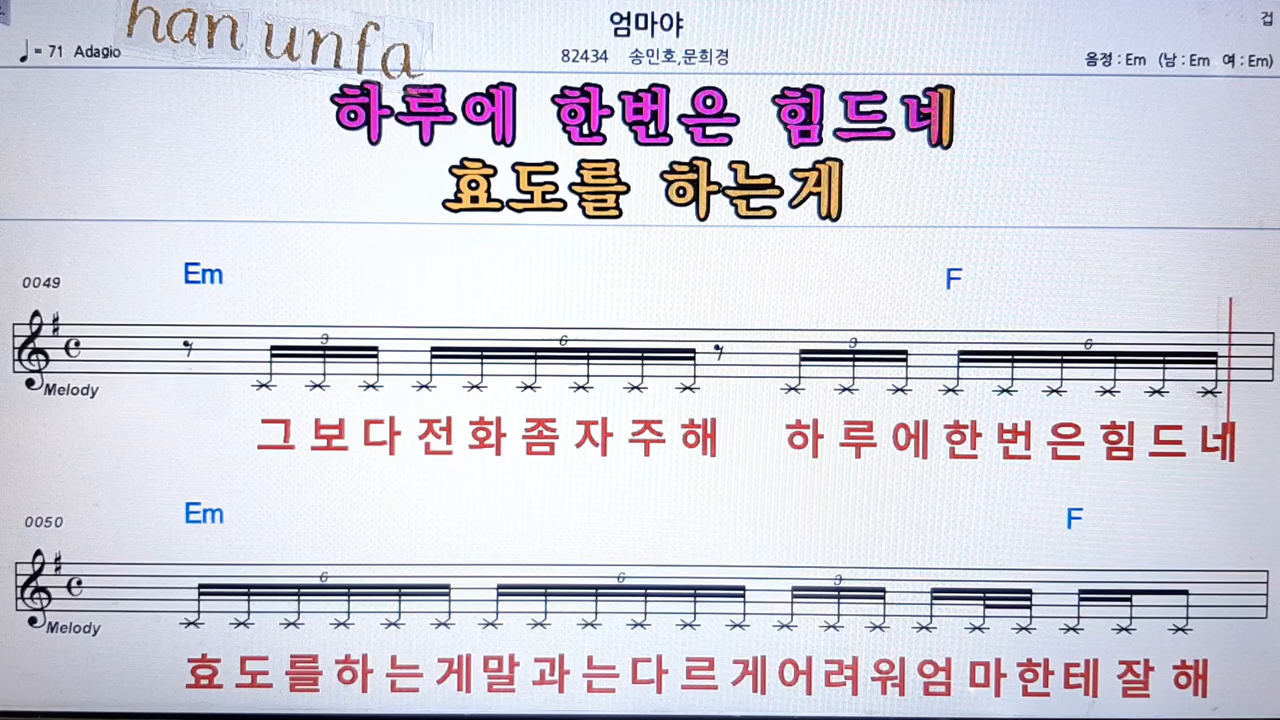 han unfa
엄마야
겁
♩= 71 Adagio
82434 송민호,문희경
음정 : Em (남 : Em 여 : Em)
하루에 한번은 힘드네
효도를 하는게
0049
Em F
3 6 3 6
Melody
그 보 다 전 화 좀 자 주 해 하 루 에 한 번 은 힘 드 네
0050
Em F
6 6 3
Melody
효 도 를 하 는 게 말 과 는 다 르 게 어 려 워 엄 마 한 테 잘 해